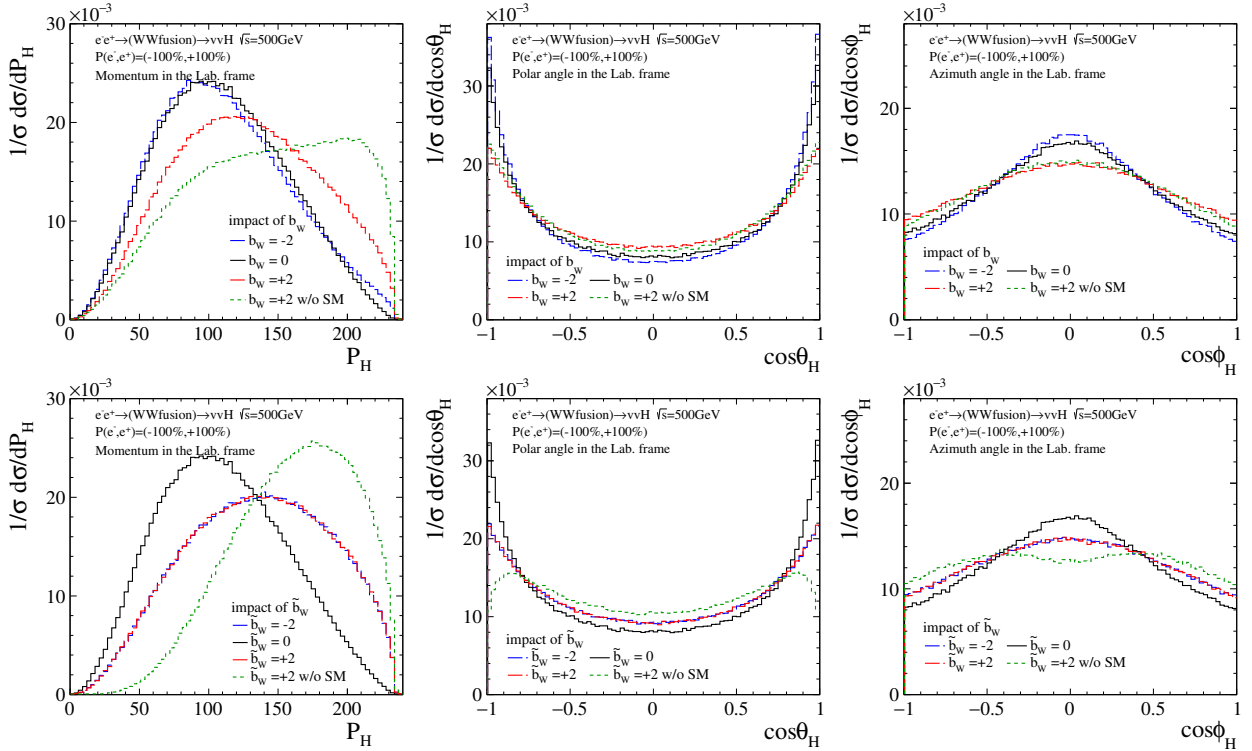 ×10⁻³
1/σ dσ/dP_H
e⁻e⁺→(WWfusion)→ννH √s=500GeV
P(e⁻,e⁺)=(-100%,+100%)
Momentum in the Lab. frame
impact of b_W
b_W = -2
b_W = 0
b_W = +2
b_W = +2 w/o SM
30
20
10
0
0 50 100 150 200
P_H
×10⁻³
1/σ dσ/dcosθ_H
e⁻e⁺→(WWfusion)→ννH √s=500GeV
P(e⁻,e⁺)=(-100%,+100%)
Polar angle in the Lab. frame
impact of b_W
b_W = -2 b_W = 0
b_W = +2 b_W = +2 w/o SM
30
20
10
0
−1 −0.5 0 0.5 1
cosθ_H
×10⁻³
1/σ dσ/dcosϕ_H
e⁻e⁺→(WWfusion)→ννH √s=500GeV
P(e⁻,e⁺)=(-100%,+100%)
Azimuth angle in the Lab. frame
impact of b_W
b_W = -2 b_W = 0
b_W = +2 b_W = +2 w/o SM
20
10
0
−1 −0.5 0 0.5 1
cosϕ_H
×10⁻³
1/σ dσ/dP_H
e⁻e⁺→(WWfusion)→ννH √s=500GeV
P(e⁻,e⁺)=(-100%,+100%)
Momentum in the Lab. frame
impact of b̃_W
b̃_W = -2
b̃_W = 0
b̃_W = +2
b̃_W = +2 w/o SM
30
20
10
0
0 50 100 150 200
P_H
×10⁻³
1/σ dσ/dcosθ_H
e⁻e⁺→(WWfusion)→ννH √s=500GeV
P(e⁻,e⁺)=(-100%,+100%)
Polar angle in the Lab. frame
impact of b̃_W
b̃_W = -2 b̃_W = 0
b̃_W = +2 b̃_W = +2 w/o SM
30
20
10
0
−1 −0.5 0 0.5 1
cosθ_H
×10⁻³
1/σ dσ/dcosϕ_H
e⁻e⁺→(WWfusion)→ννH √s=500GeV
P(e⁻,e⁺)=(-100%,+100%)
Azimuth angle in the Lab. frame
impact of b̃_W
b̃_W = -2 b̃_W = 0
b̃_W = +2 b̃_W = +2 w/o SM
20
10
0
−1 −0.5 0 0.5 1
cosϕ_H